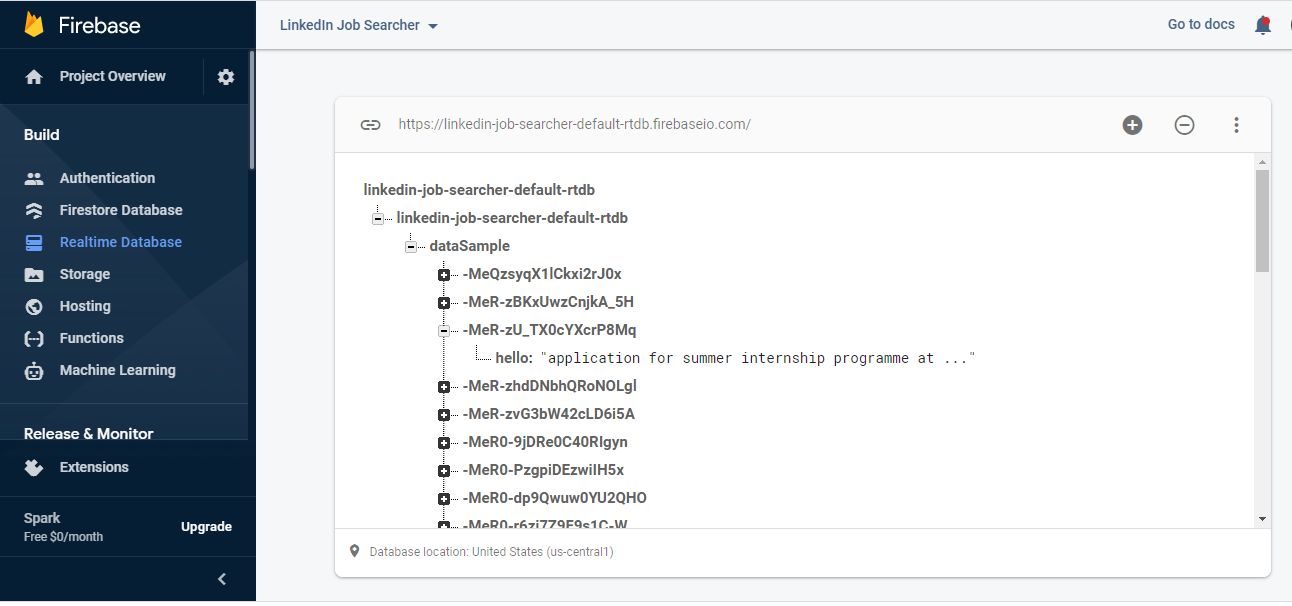 Firebase
LinkedIn Job Searcher
Go to docs
Project Overview
Build
Authentication
Firestore Database
Realtime Database
Storage
Hosting
Functions
Machine Learning
Release & Monitor
Extensions
Spark
Free $0/month
Upgrade
https://linkedin-job-searcher-default-rtdb.firebaseio.com/
linkedin-job-searcher-default-rtdb
linkedin-job-searcher-default-rtdb
dataSample
-MeQzsyqX1lCkxi2rJ0x
-MeR-zBKxUwzCnjkA_5H
-MeR-zU_TX0cYXcrP8Mq
hello: "application for summer internship programme at ..."
-MeR-zhdDNbhQRoNOLgl
-MeR-zvG3bW42cLD6i5A
-MeR0-9jDRe0C40RIgyn
-MeR0-PzgpiDEzwiIH5x
-MeR0-dp9Qwuw0YU2QHO
Database location: United States (us-central1)